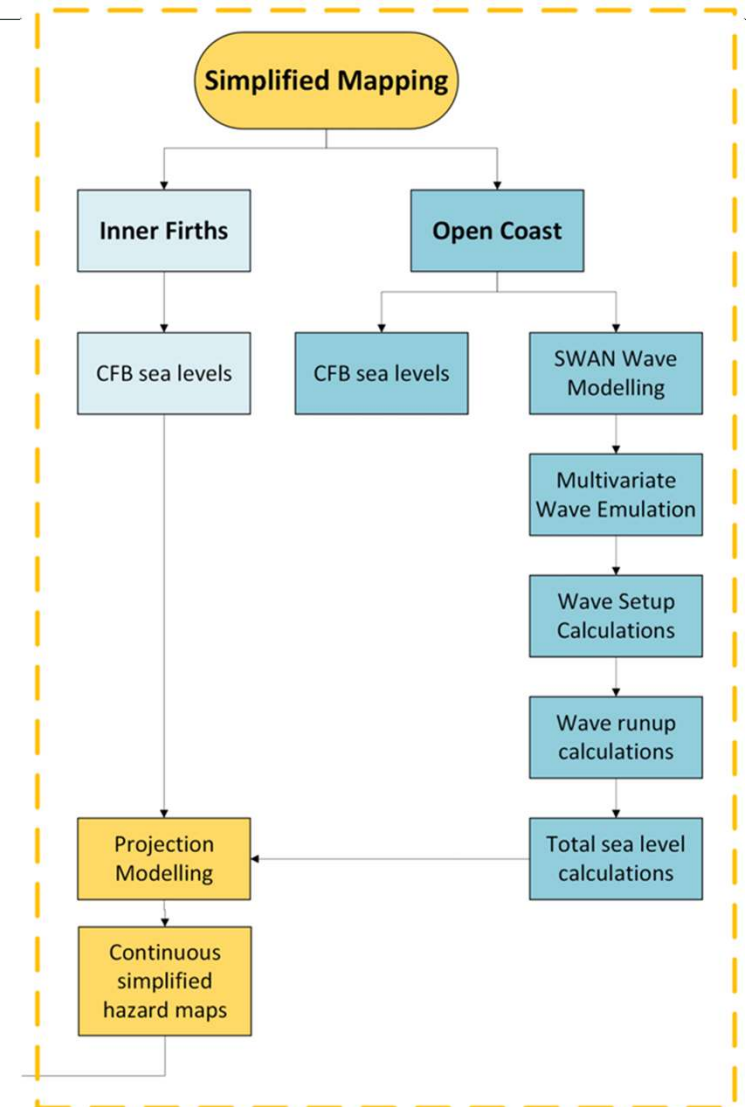 Simplified Mapping
Inner Firths
Open Coast
CFB sea levels
CFB sea levels
SWAN Wave
Modelling
Multivariate
Wave Emulation
Wave Setup
Calculations
Wave runup
calculations
Projection
Modelling
Total sea level
calculations
Continuous
simplified
hazard maps